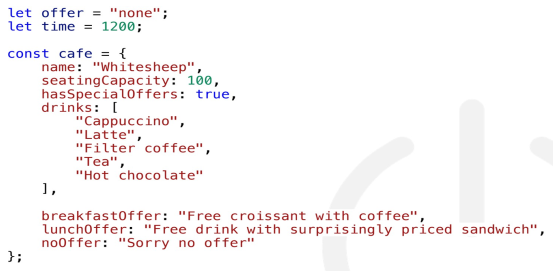 let offer = "none";
let time = 1200;
const cafe = {
name: "Whitesheep",
seatingCapacity: 100,
hasSpecialOffers: true,
drinks: [
"Cappuccino",
"Latte",
"Filter coffee",
"Tea",
"Hot chocolate"
],
breakfastOffer: "Free croissant with coffee",
lunchOffer: "Free drink with surprisingly priced sandwich",
noOffer: "Sorry no offer"
};